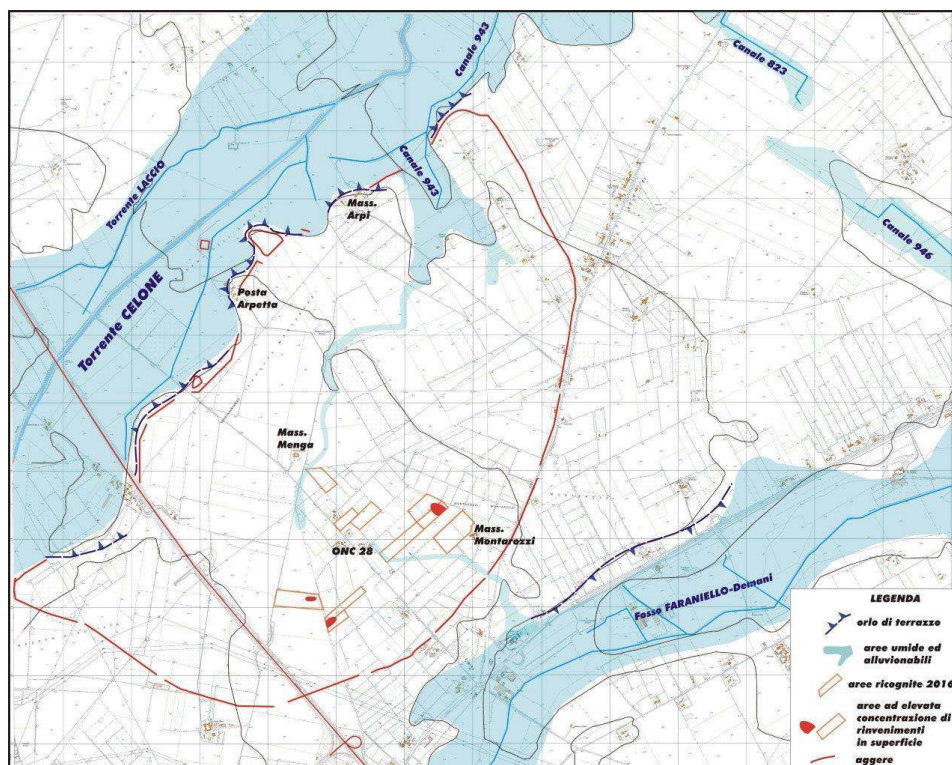 Canale 943
Canale 823
Torrente LACCIO
Canale 943
Mass.
Arpi
Canale 946
Torrente CELONE
Posta
Arpetta
Mass.
Menga
Mass.
Montarozzi
ONC 28
Fosso FARANIELLO-Demani
LEGENDA
orlo di terrazzo
aree umide ed
alluvionabili
aree ricognite 2016
aree ad elevata
concentrazione di
rinvenimenti
in superficie
aggere